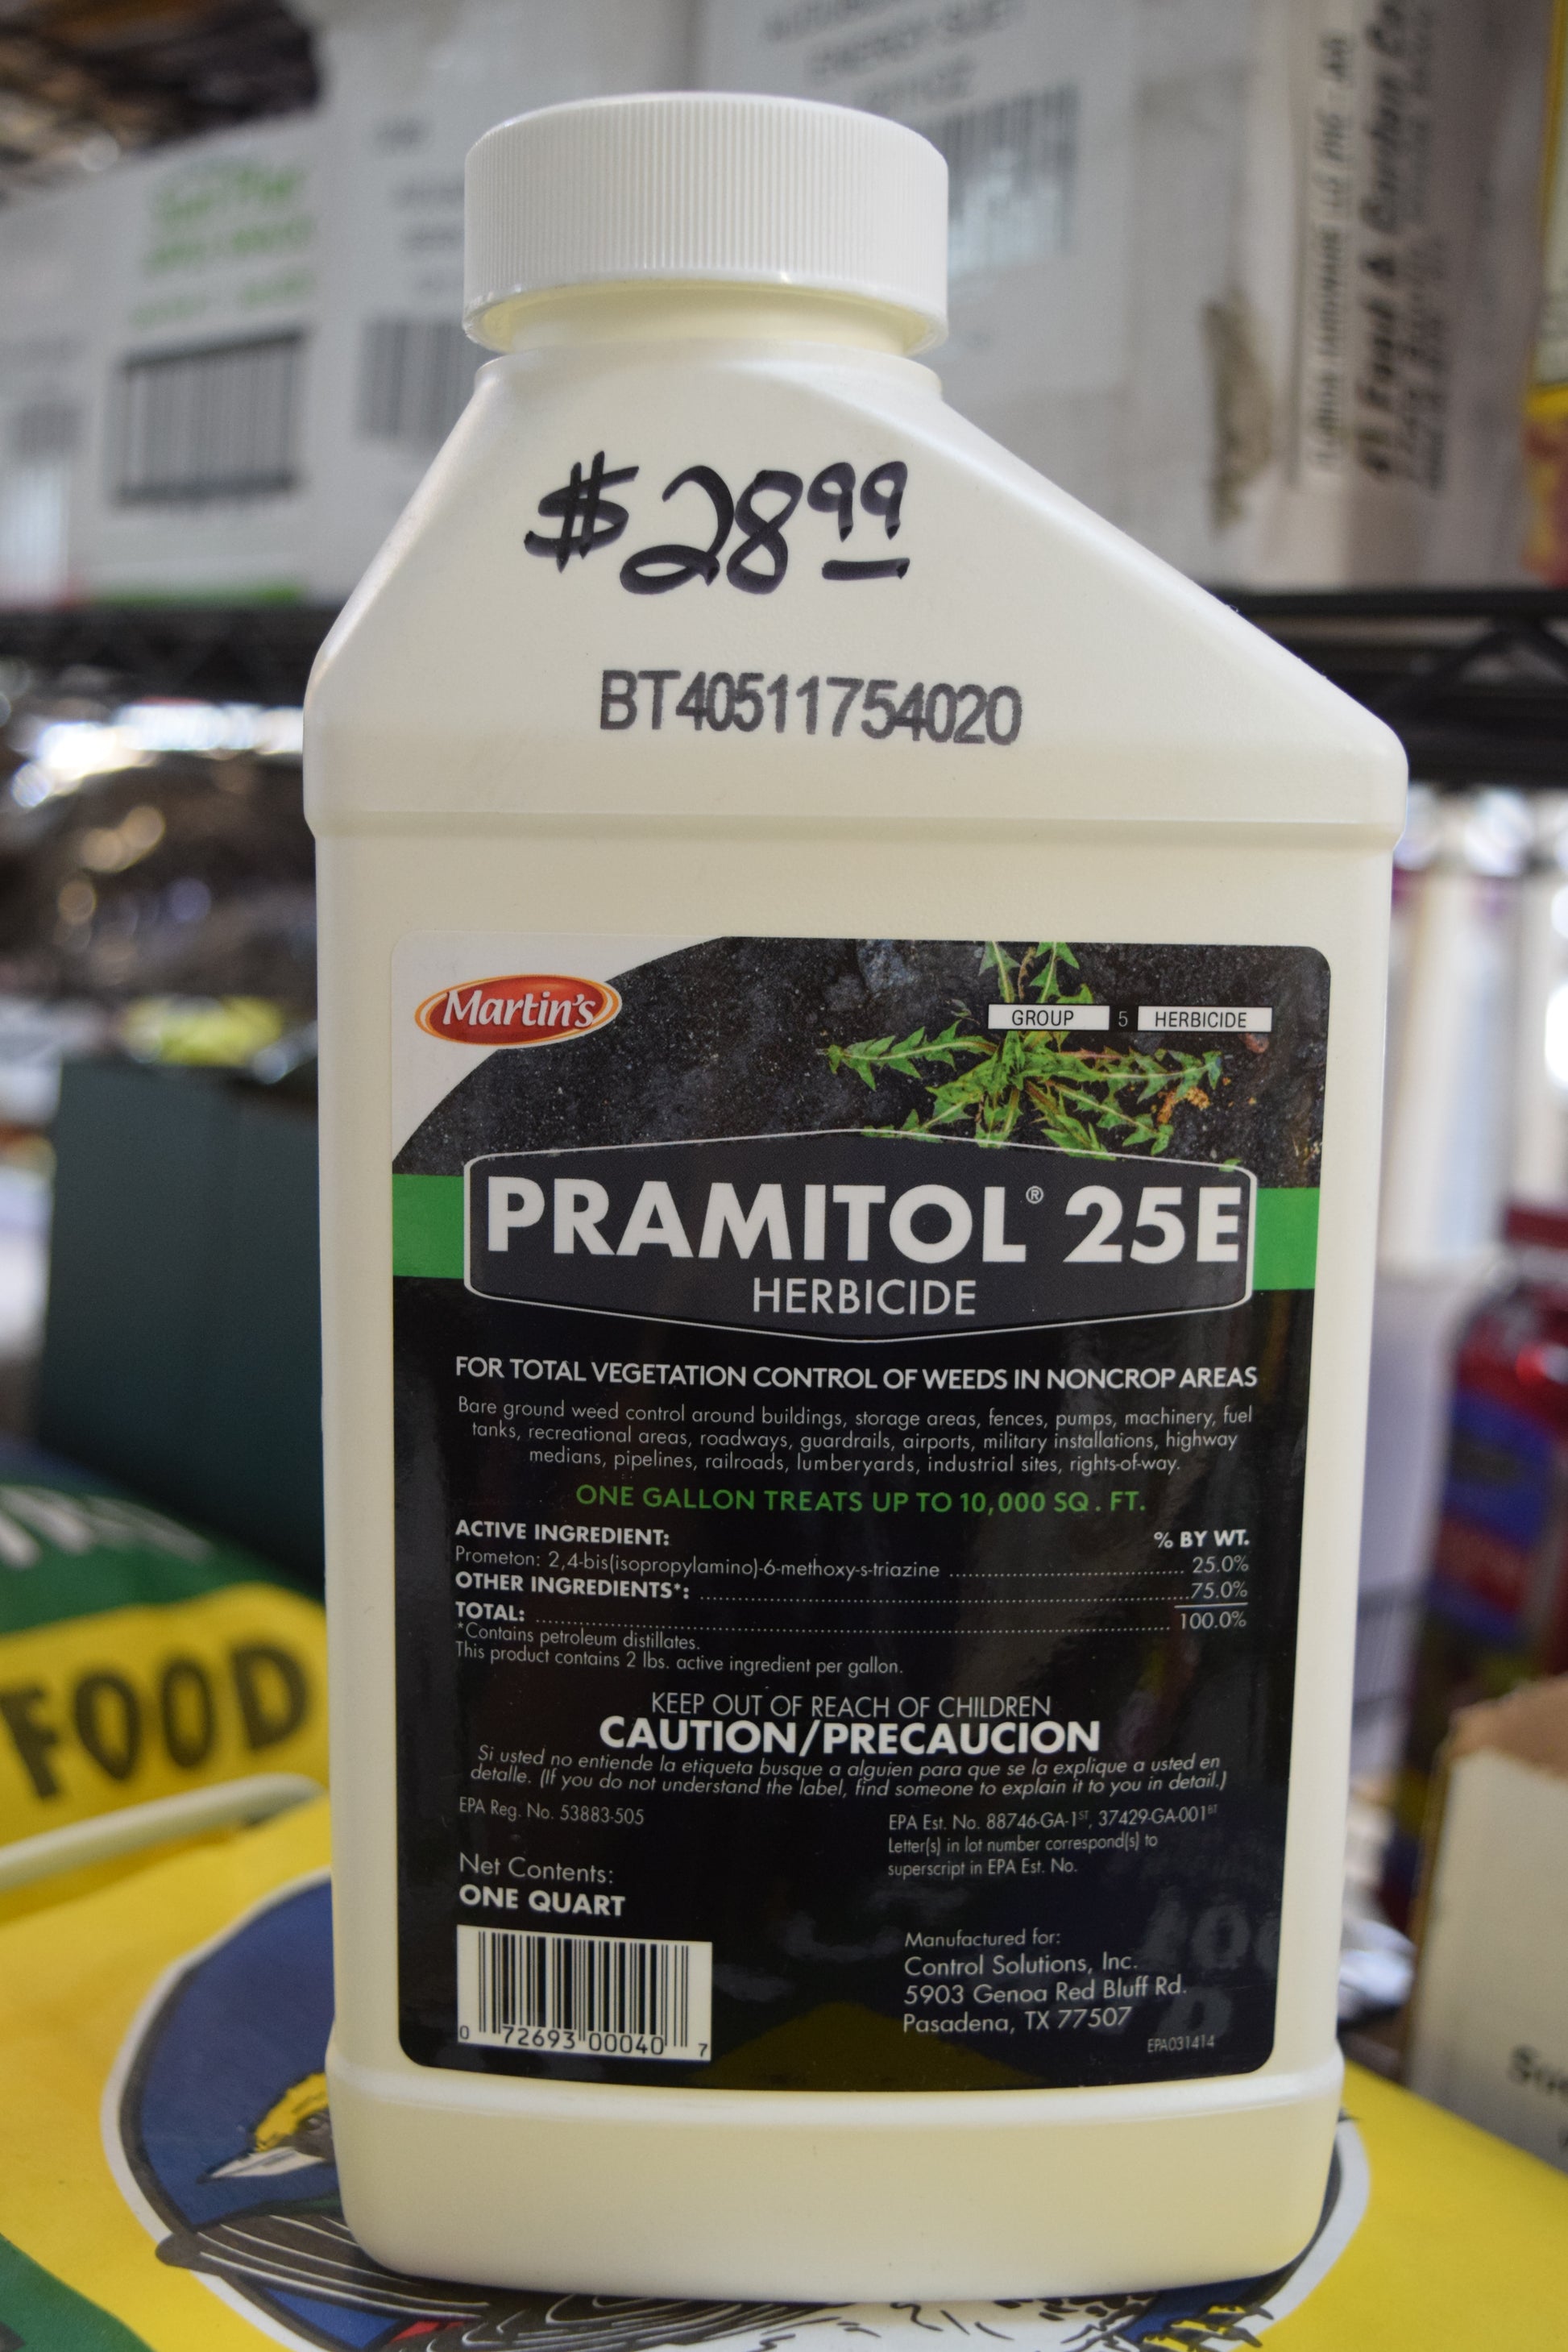 $28.99
BT40511754020
Martin's
GROUP 5 HERBICIDE
PRAMITOL® 25E
HERBICIDE
FOR TOTAL VEGETATION CONTROL OF WEEDS IN NONCROP AREAS
Bare ground weed control around buildings, storage areas, fences, pumps, machinery, fuel
tanks, recreational areas, roadways, guardrails, airports, military installations, highway
medians, pipelines, railroads, lumberyards, industrial sites, rights-of-way.
ONE GALLON TREATS UP TO 10,000 SQ. FT.
ACTIVE INGREDIENT: % BY WT.
Prometon: 2,4-bis(isopropylamino)-6-methoxy-s-triazine 25.0%
OTHER INGREDIENTS*: 75.0%
TOTAL: 100.0%
*Contains petroleum distillates.
This product contains 2 lbs. active ingredient per gallon.
KEEP OUT OF REACH OF CHILDREN
CAUTION/PRECAUCION
Si usted no entiende la etiqueta busque a alguien para que se la explique a usted en
detalle. (If you do not understand the label, find someone to explain it to you in detail.)
EPA Reg. No. 53883-505
EPA Est. No. 88746-GA-1ST, 37429-GA-001BT
Letter(s) in lot number correspond(s) to
superscript in EPA Est. No.
Net Contents:
ONE QUART
0 72693 00040 7
Manufactured for:
Control Solutions, Inc.
5903 Genoa Red Bluff Rd.
Pasadena, TX 77507
EPA031414
FOOD